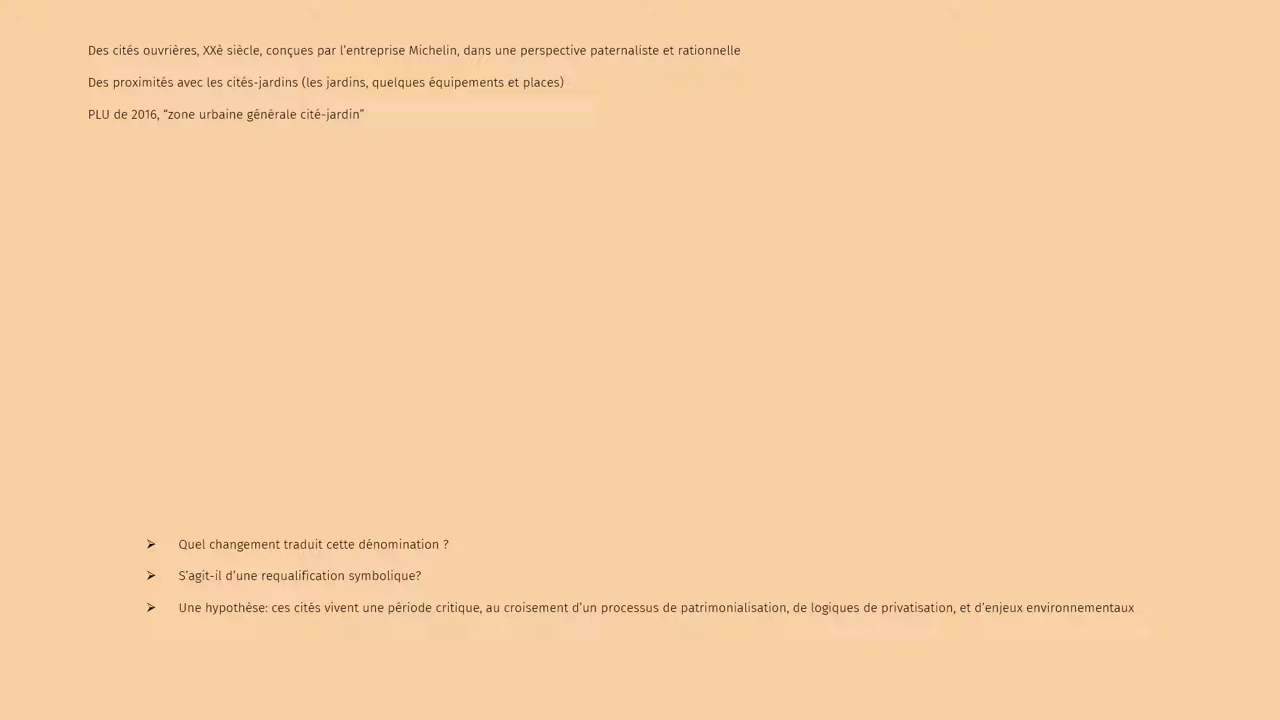 Des cités ouvrières, XXè siècle, conçues par l’entreprise Michelin, dans une perspective paternaliste et rationnelle
Des proximités avec les cités-jardins (les jardins, quelques équipements et places)
PLU de 2016, “zone urbaine générale cité-jardin”
➢ Quel changement traduit cette dénomination ?
➢ S’agit-il d’une requalification symbolique?
➢ Une hypothèse: ces cités vivent une période critique, au croisement d’un processus de patrimonialisation, de logiques de privatisation, et d’enjeux environnementaux